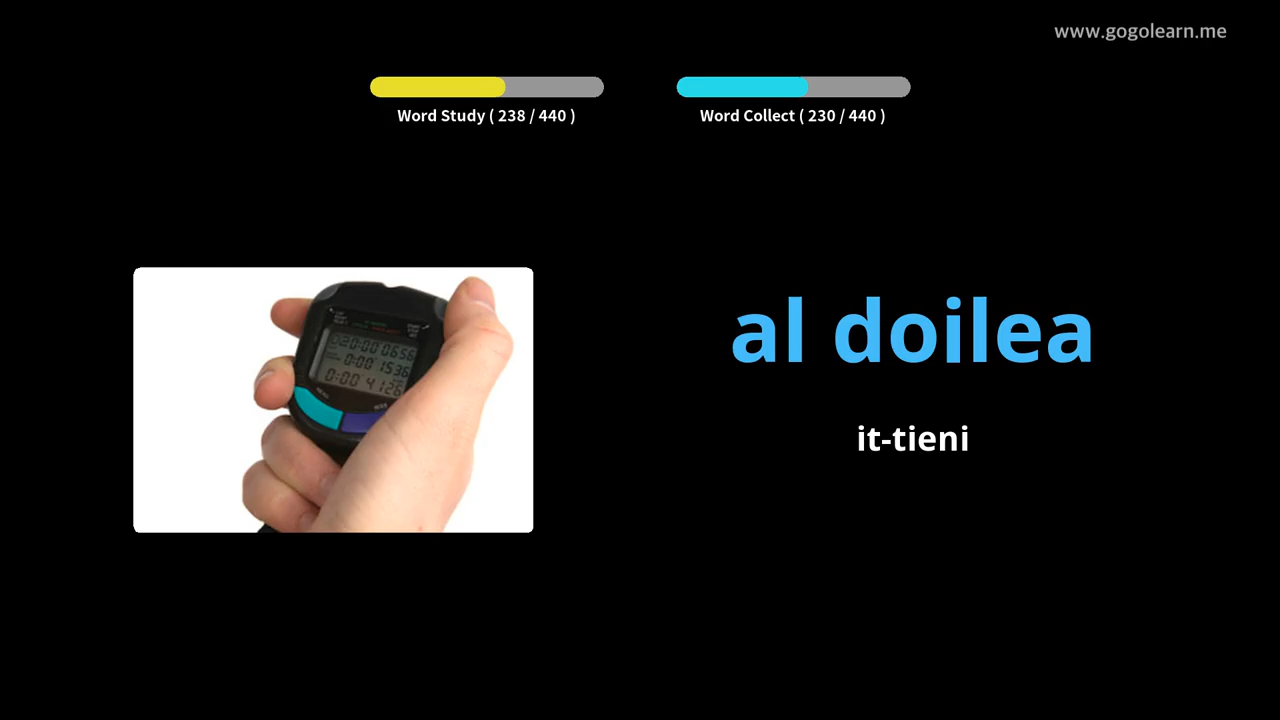 www.gogolearn.me
Word Study ( 238 / 440 )
Word Collect ( 230 / 440 )
al doilea
it-tieni